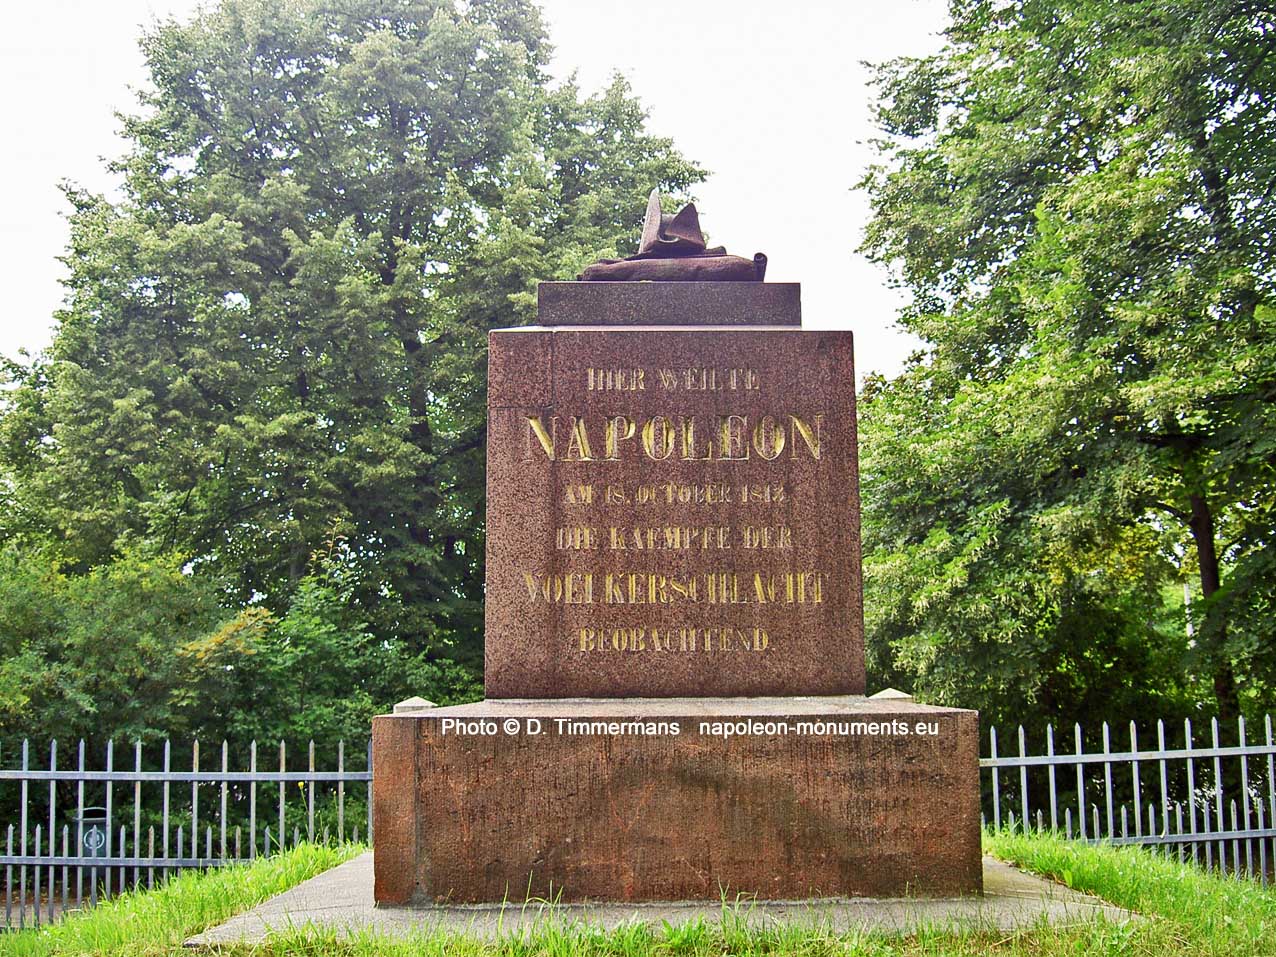 HIER WEILTE
NAPOLEON
AM 18. OCTOBER 1813
DIE KAEMPFE DER
VOELKERSCHLACHT
BEOBACHTEND.
Photo © D. Timmermans napoleon-monuments.eu